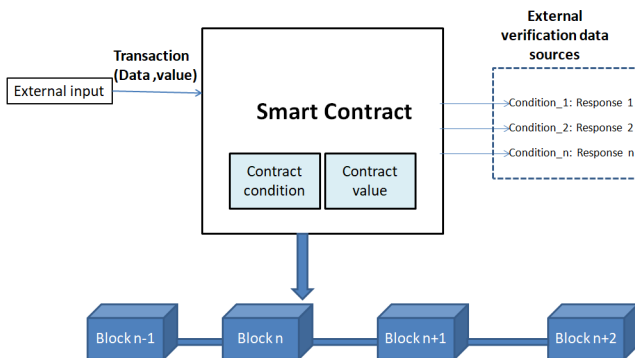 External
verification data
sources
Transaction
(Data ,value)
External input
Smart Contract
Condition_1: Response 1
Condition_2: Response 2
Condition_n: Response n
Contract
condition
Contract
value
Block n-1
Block n
Block n+1
Block n+2